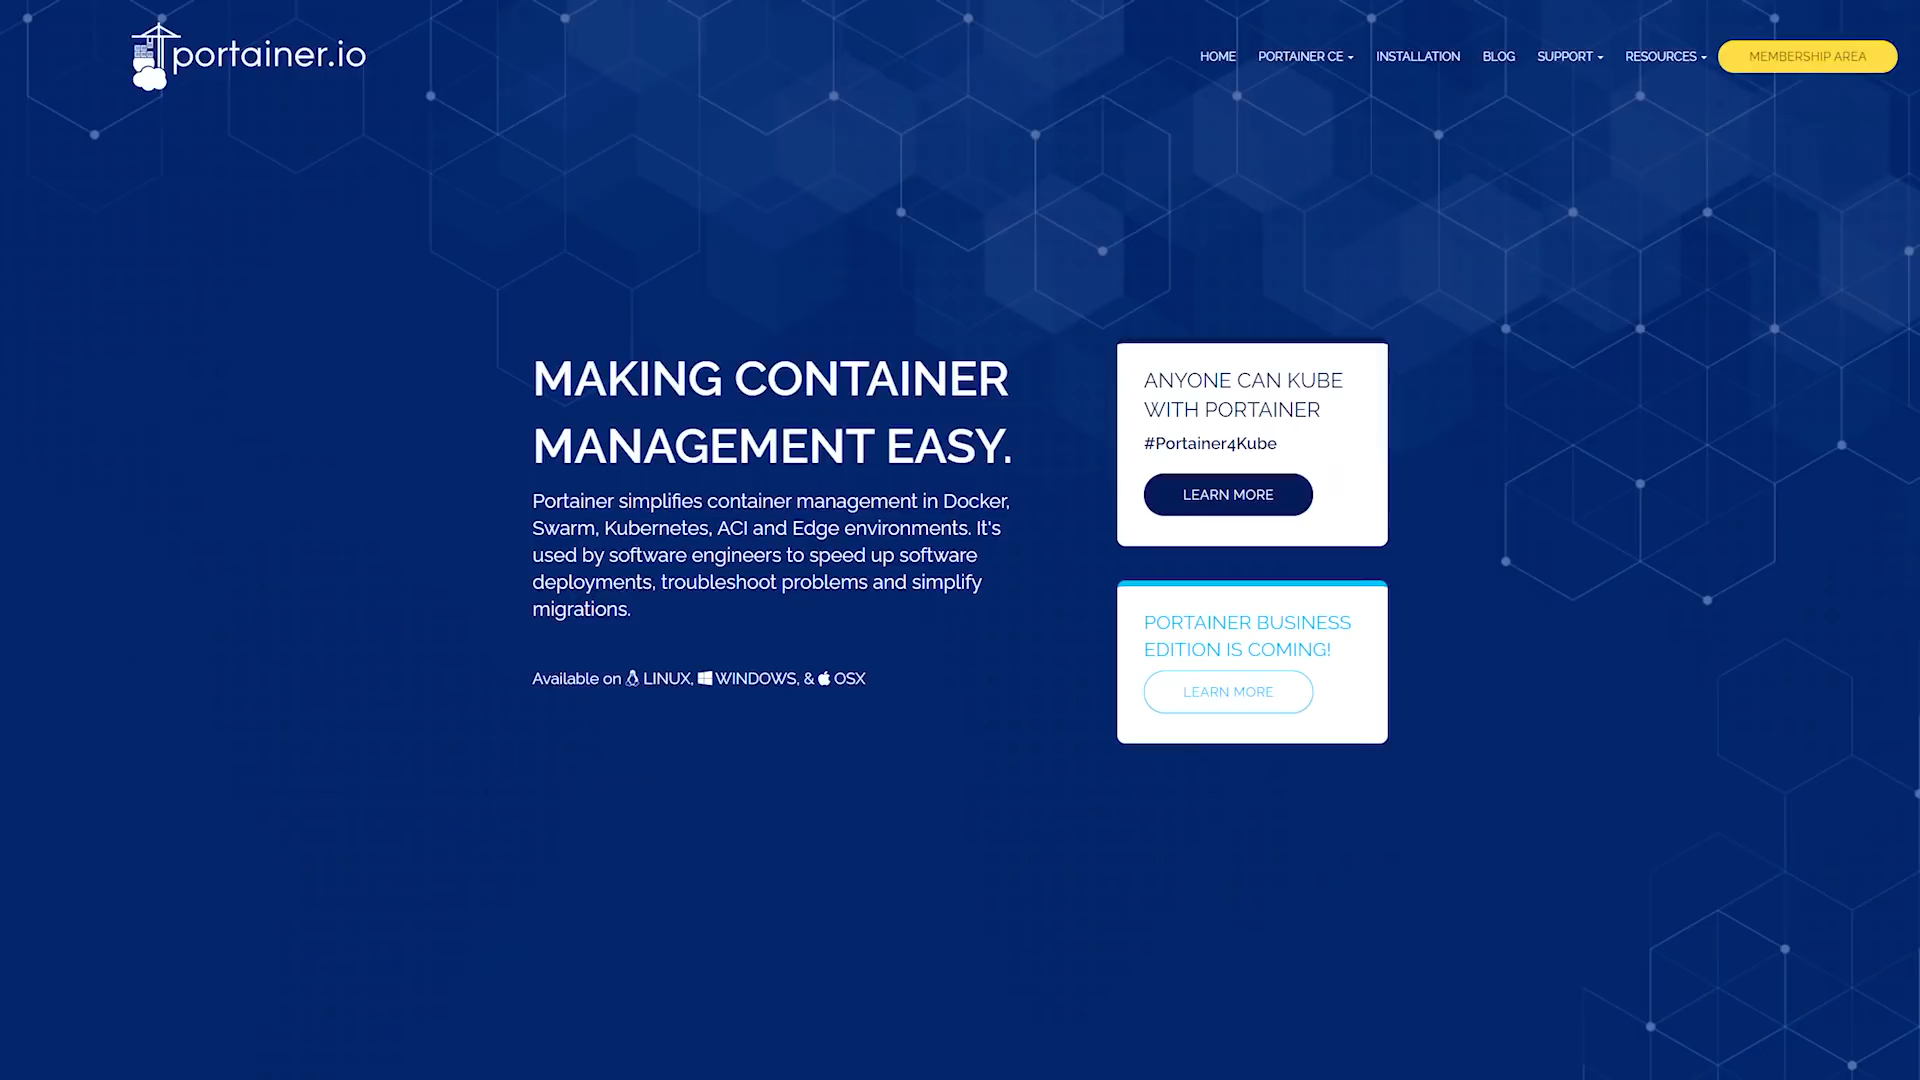 portainer.io
HOME PORTAINER CE INSTALLATION BLOG SUPPORT RESOURCES MEMBERSHIP AREA
MAKING CONTAINER
MANAGEMENT EASY.
Portainer simplifies container management in Docker,
Swarm, Kubernetes, ACI and Edge environments. It's
used by software engineers to speed up software
deployments, troubleshoot problems and simplify
migrations.
Available on LINUX, WINDOWS, & OSX
ANYONE CAN KUBE
WITH PORTAINER
#Portainer4Kube
LEARN MORE
PORTAINER BUSINESS
EDITION IS COMING!
LEARN MORE